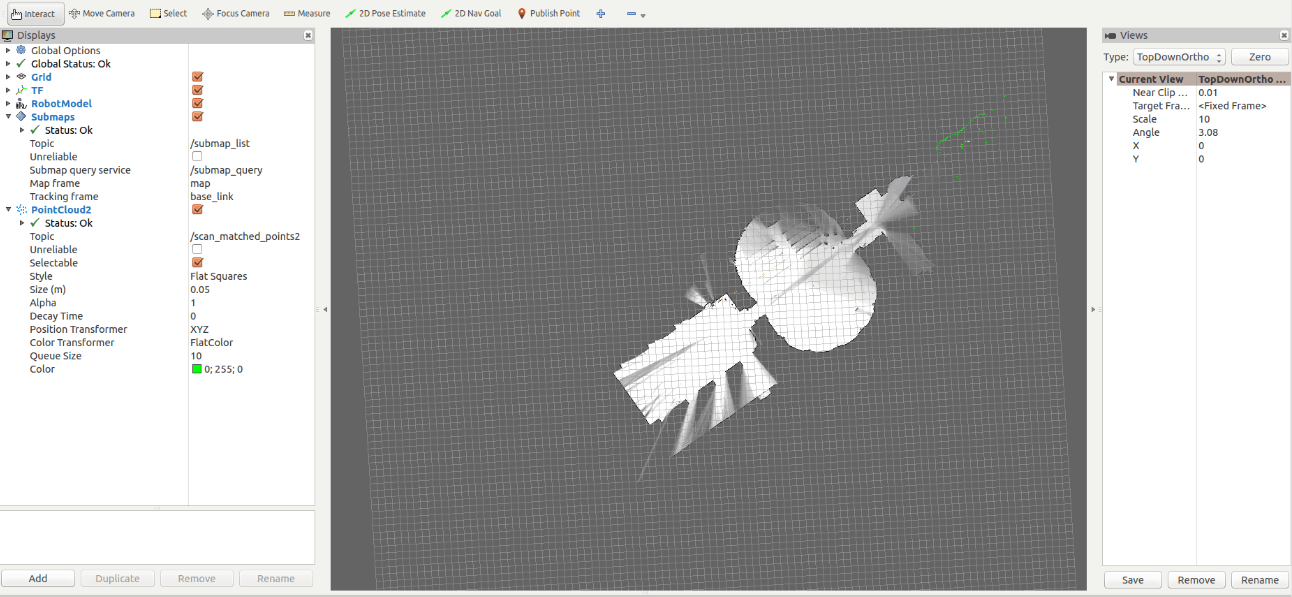 Interact Move Camera Select Focus Camera Measure 2D Pose Estimate 2D Nav Goal Publish Point
Displays
Global Options
Global Status: Ok
Grid
TF
RobotModel
Submaps
Status: Ok
Topic /submap_list
Unreliable
Submap query service /submap_query
Map frame map
Tracking frame base_link
PointCloud2
Status: Ok
Topic /scan_matched_points2
Unreliable
Selectable
Style Flat Squares
Size (m) 0.05
Alpha 1
Decay Time 0
Position Transformer XYZ
Color Transformer FlatColor
Queue Size 10
Color 0; 255; 0
Add Duplicate Remove Rename
Views
Type: TopDownOrtho Zero
Current View TopDownOrtho ...
Near Clip ... 0.01
Target Fra... <Fixed Frame>
Scale 10
Angle 3.08
X 0
Y 0
Save Remove Rename